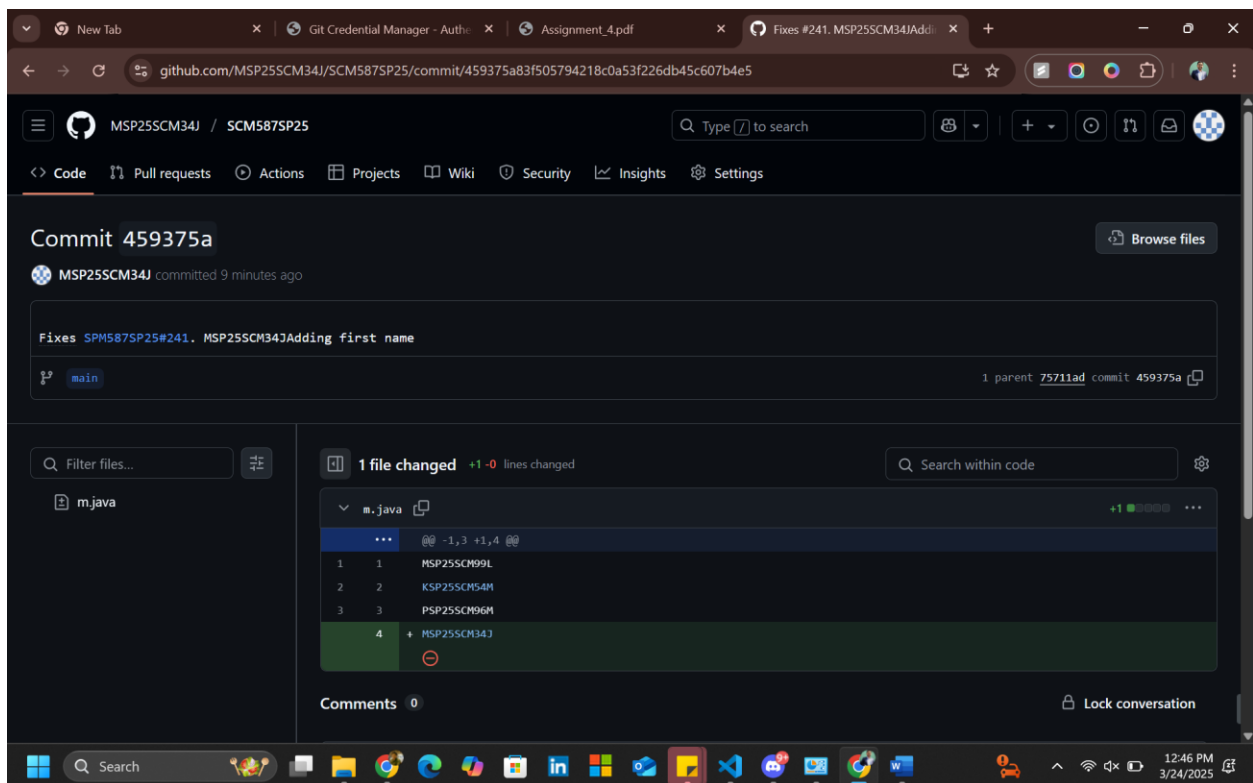 New Tab
Git Credential Manager - Authe
Assignment_4.pdf
Fixes #241. MSP25SCM34JAddi
github.com/MSP25SCM34J/SCM587SP25/commit/459375a83f505794218c0a53f226db45c607b4e5
MSP25SCM34J / SCM587SP25
Type / to search
Code Pull requests Actions Projects Wiki Security Insights Settings
Commit 459375a
Browse files
MSP25SCM34J committed 9 minutes ago
Fixes SPM587SP25#241. MSP25SCM34JAdding first name
main
1 parent 75711ad commit 459375a
Filter files...
m.java
1 file changed +1 -0 lines changed
Search within code
m.java
+1
@@ -1,3 +1,4 @@
1 1 MSP25SCM99L
2 2 KSP25SCM54M
3 3 PSP25SCM96M
4 + MSP25SCM34J
Comments 0
Lock conversation
Search
12:46 PM
3/24/2025